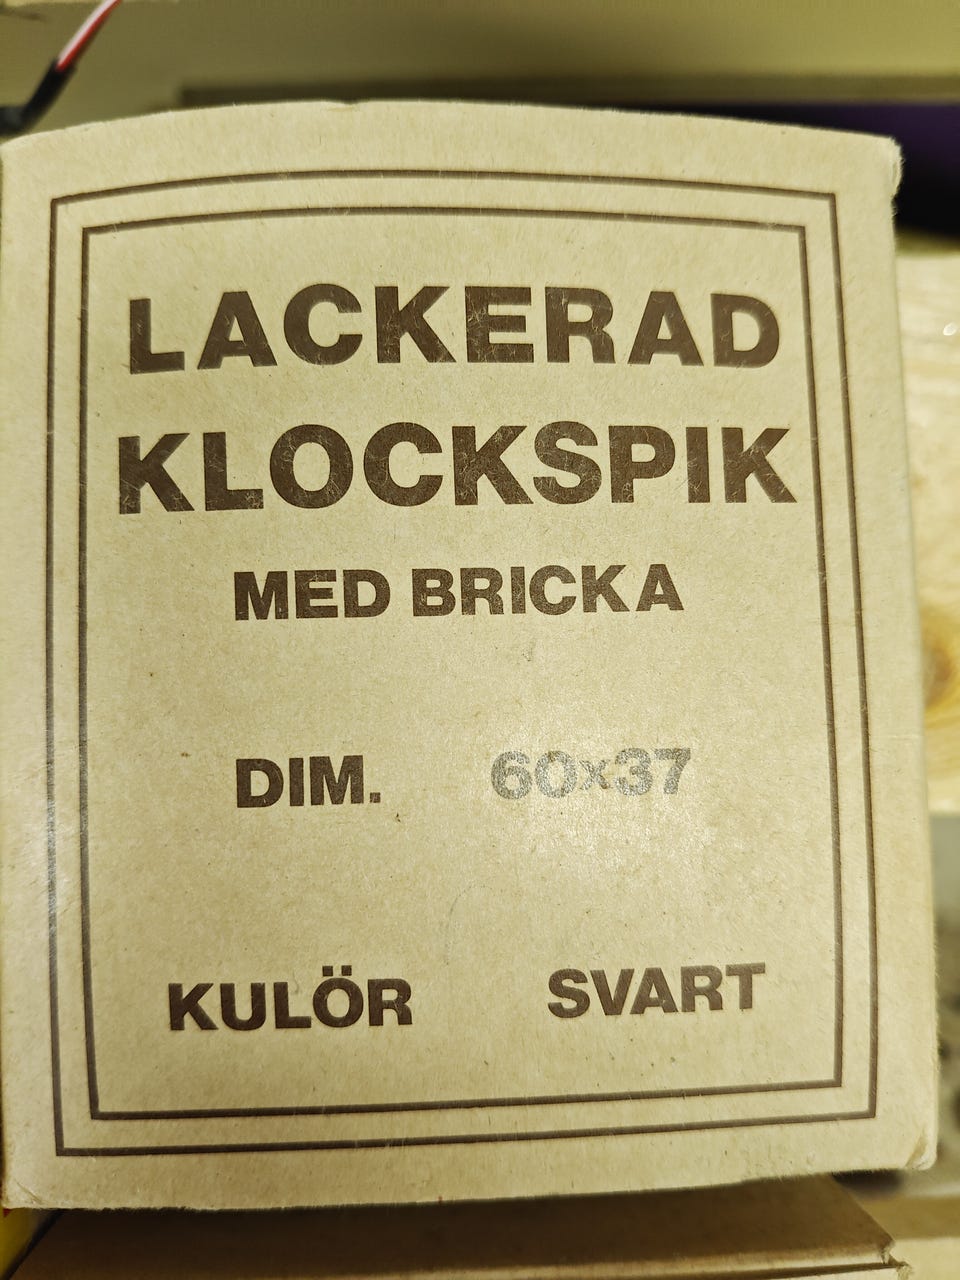 LACKERAD
KLOCKSPIK
MED BRICKA
DIM. 60x37
KULÖR SVART